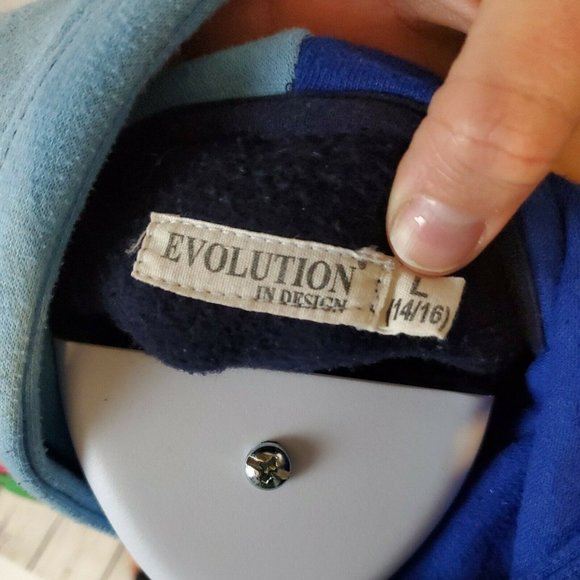 EVOLUTION®
IN DESIGN
L
(14/16)